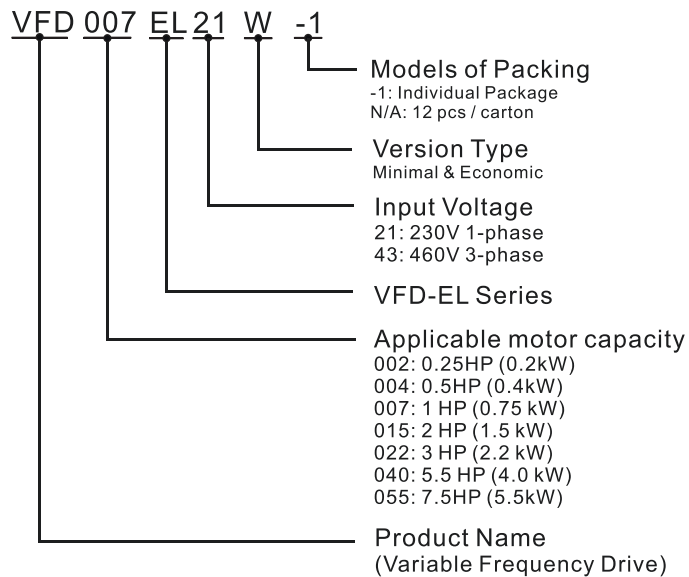 VFD 007 EL 21 W -1
Models of Packing
-1: Individual Package
N/A: 12 pcs / carton
Version Type
Minimal & Economic
Input Voltage
21: 230V 1-phase
43: 460V 3-phase
VFD-EL Series
Applicable motor capacity
002: 0.25HP (0.2kW)
004: 0.5HP (0.4kW)
007: 1 HP (0.75 kW)
015: 2 HP (1.5 kW)
022: 3 HP (2.2 kW)
040: 5.5 HP (4.0 kW)
055: 7.5HP (5.5kW)
Product Name
(Variable Frequency Drive)